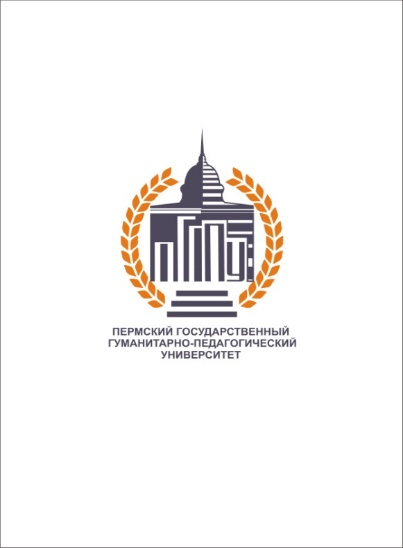 ПГГПУ
ПЕРМСКИЙ ГОСУДАРСТВЕННЫЙ
ГУМАНИТАРНО-ПЕДАГОГИЧЕСКИЙ
УНИВЕРСИТЕТ